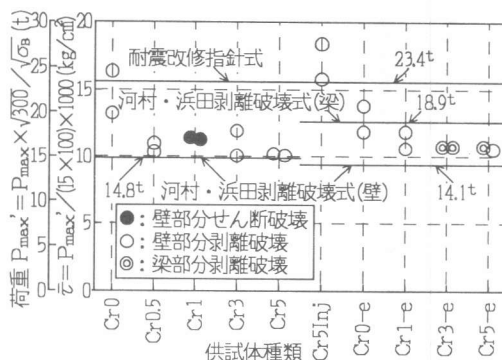 荷重 Pmax' = Pmax × √300 / √σB (t)
τ = Pmax' / (15 × 100) × 1000 (kg/cm²)
30
25
20
15
10
5
0
20
15
10
5
0
耐震改修指針式
23.4t
河村・浜田剥離破壊式(梁)
18.9t
14.8t
河村・浜田剥離破壊式(壁)
14.1t
●: 壁部分せん断破壊
○: 壁部分剥離破壊
◎: 梁部分剥離破壊
Cr0
Cr0.5
Cr1
Cr3
Cr5
Cr5Inj
Cr0-e
Cr1-e
Cr3-e
Cr5-e
供試体種類